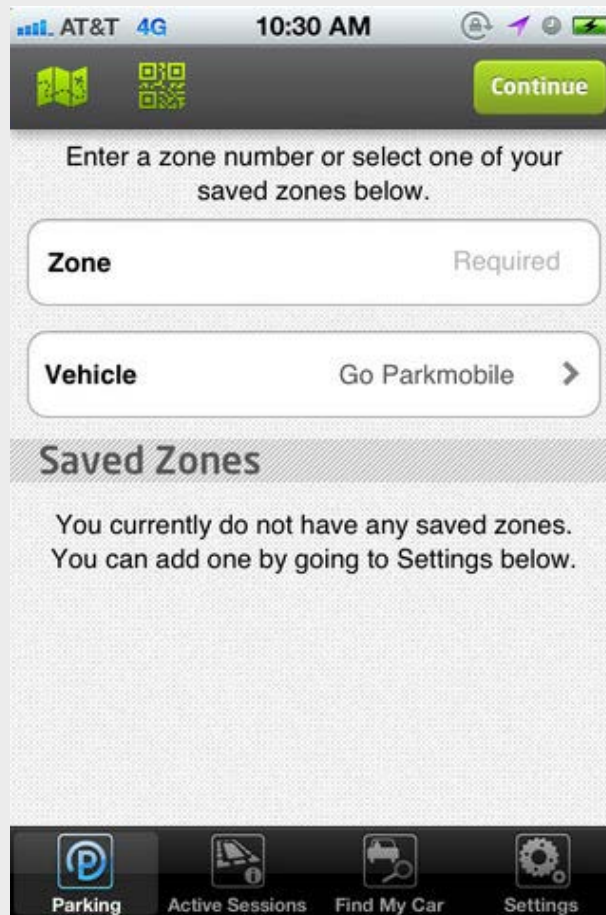 AT&T 4G 10:30 AM
Continue
Enter a zone number or select one of your
saved zones below.
Zone Required
Vehicle Go Parkmobile >
Saved Zones
You currently do not have any saved zones.
You can add one by going to Settings below.
Parking Active Sessions Find My Car Settings